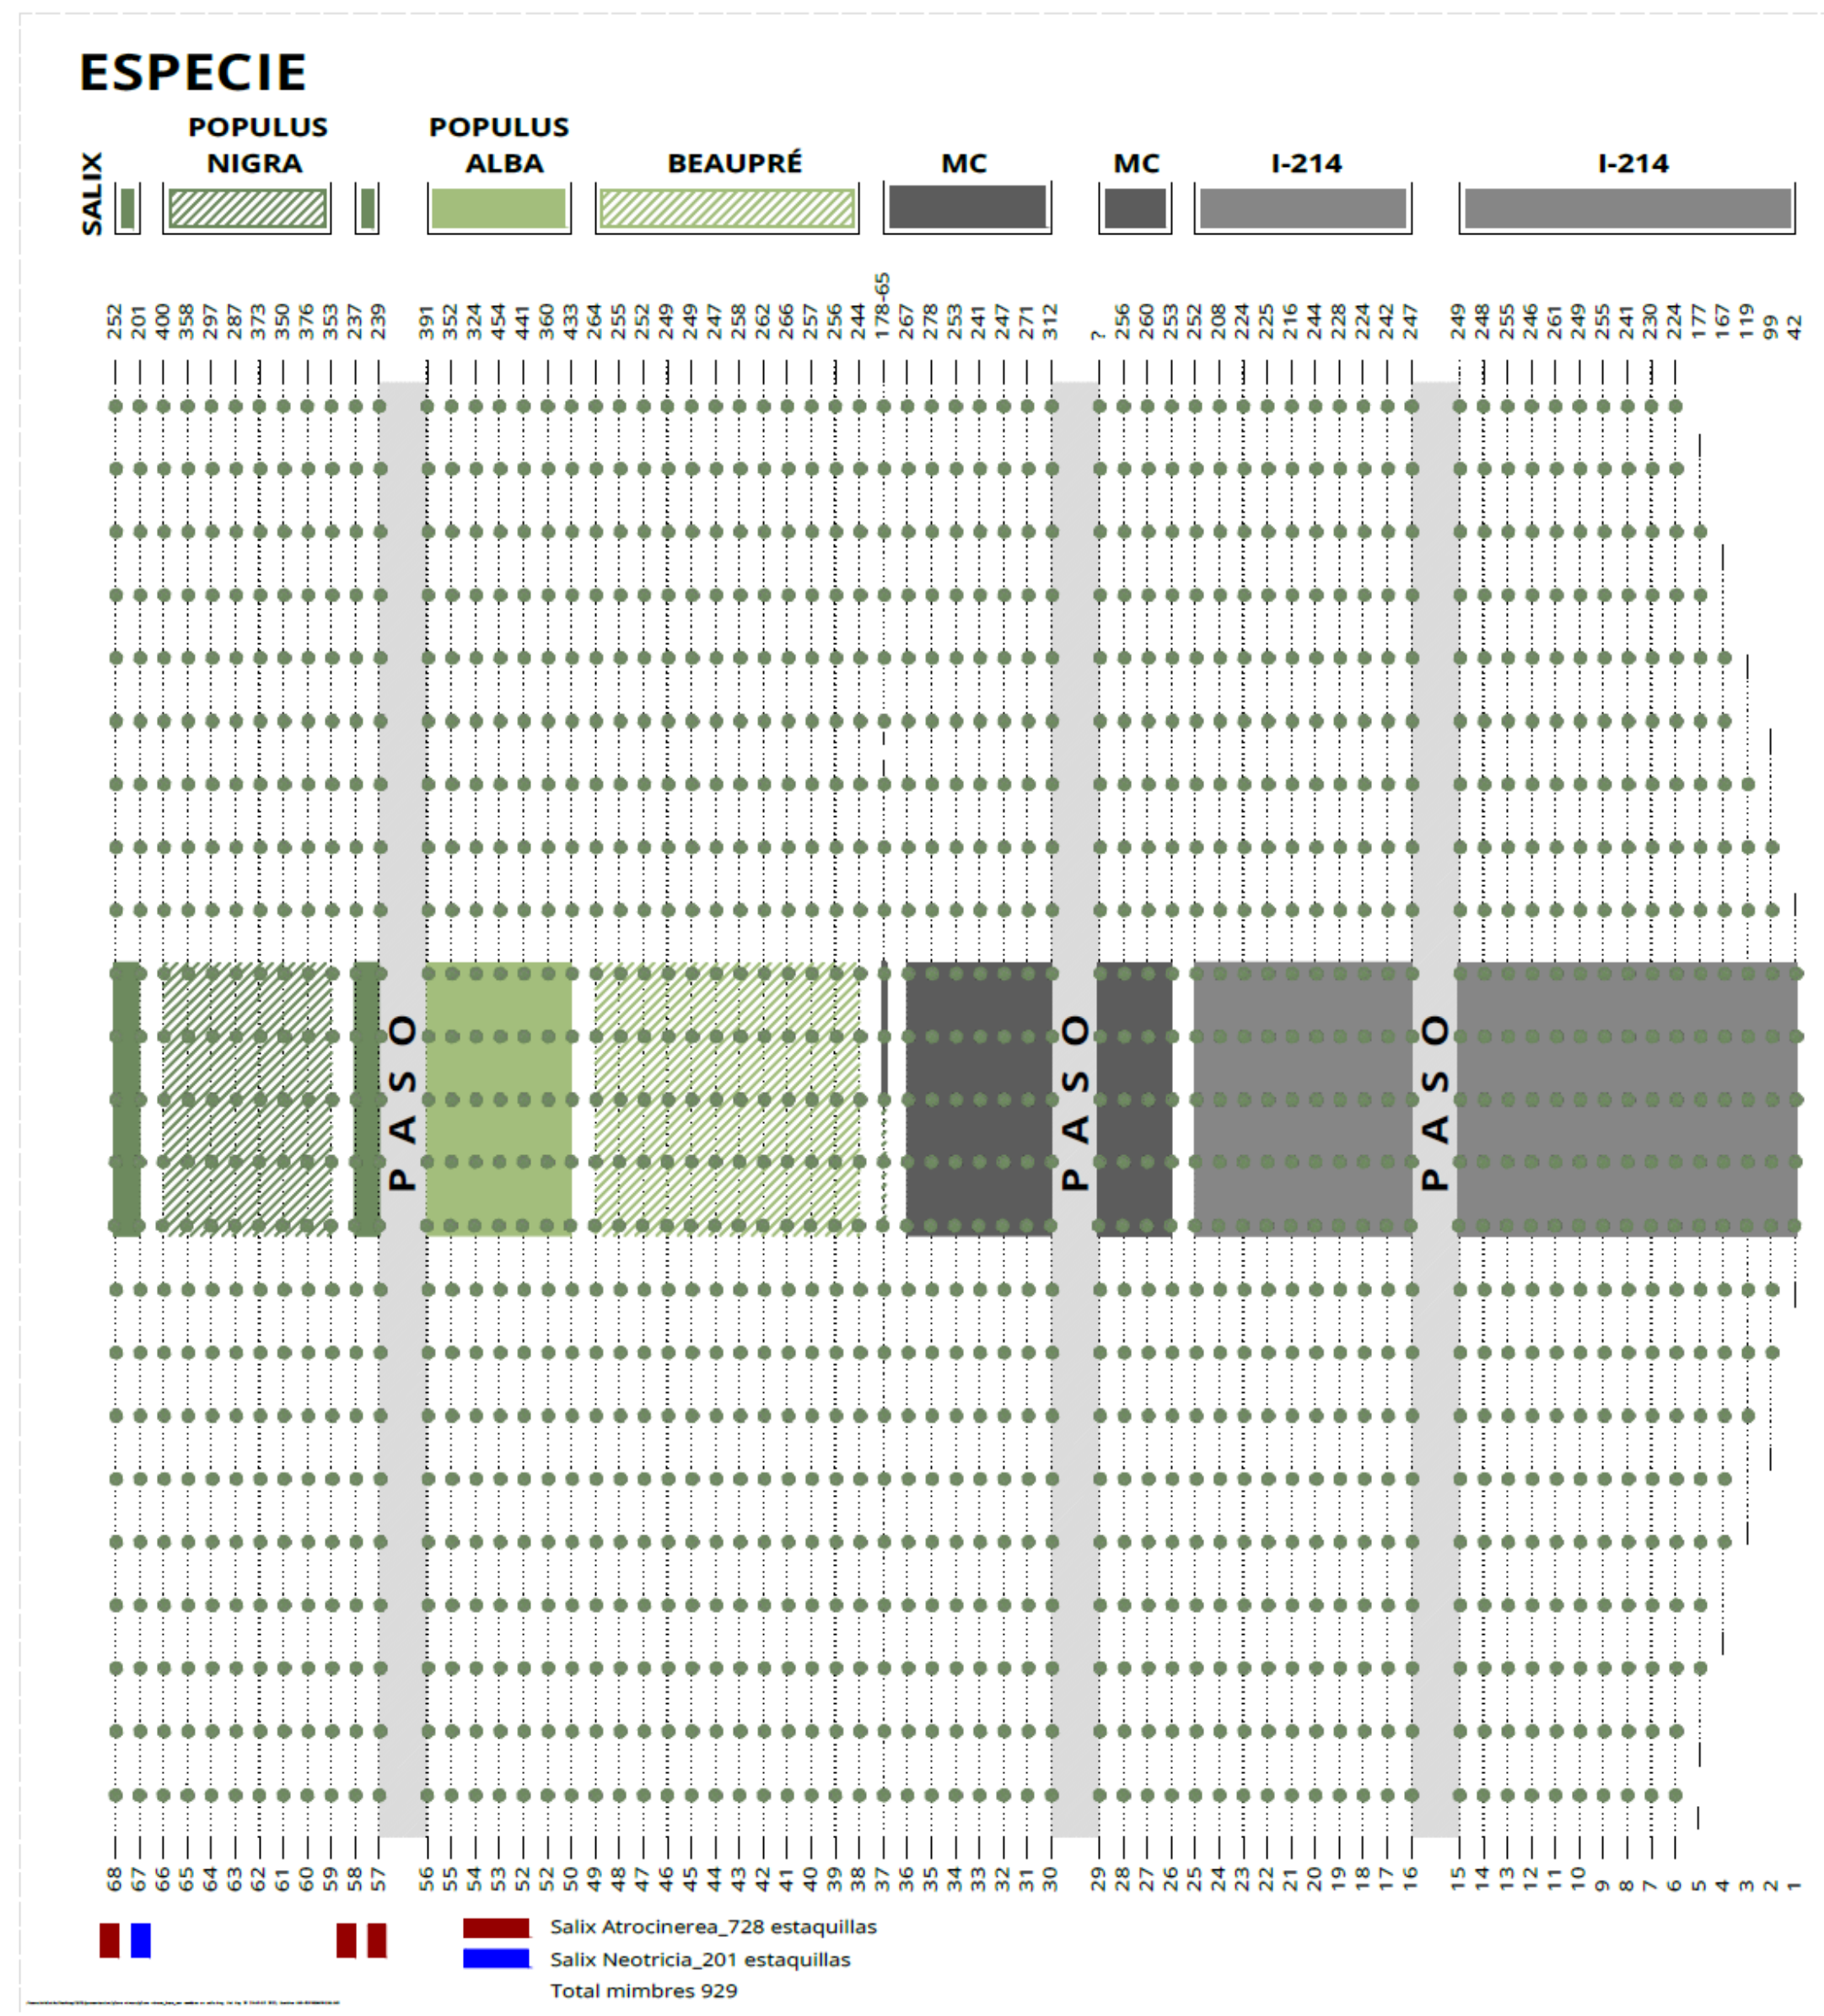 ESPECIE
SALIX
POPULUS
NIGRA
POPULUS
ALBA
BEAUPRÉ
MC
MC
I-214
I-214
252 201 400 358 297 287 373 350 376 353 237 239 391 352 324 454 441 360 433 264 255 252 249 249 247 258 262 266 257 256 244 178-65 267 278 253 241 247 271 312 ? 256 260 253 252 208 224 225 216 244 228 224 242 247 249 248 255 246 261 249 255 241 230 224 177 167 119 99 42
PASO
PASO
PASO
68 67 66 65 64 63 62 61 60 59 58 57 56 55 54 53 52 52 50 49 48 47 46 45 44 43 42 41 40 39 38 37 36 35 34 33 32 31 30 29 28 27 26 25 24 23 22 21 20 19 18 17 16 15 14 13 12 11 10 9 8 7 6 5 4 3 2 1
Salix Atrocinerea_728 estaquillas
Salix Neotricia_201 estaquillas
Total mimbres 929